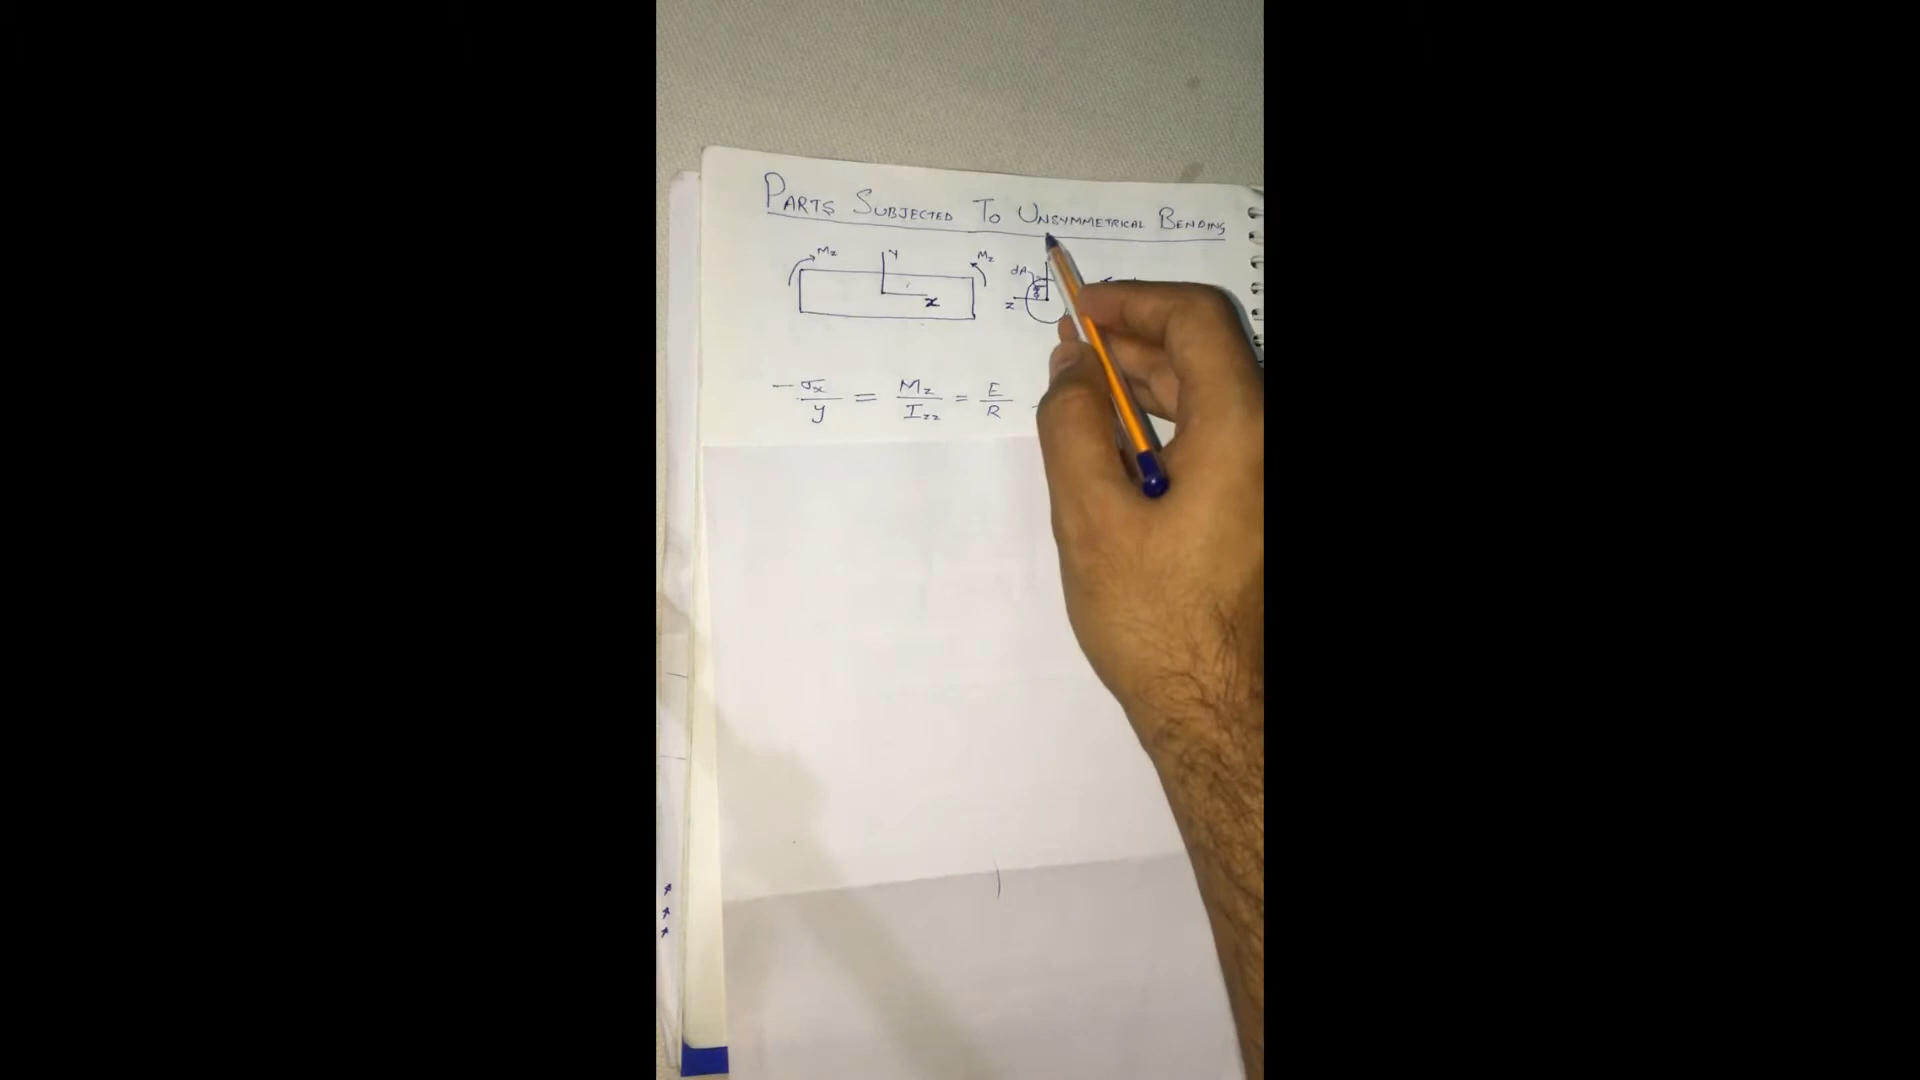 PARTS SUBJECTED TO UNSYMMETRICAL BENDING
Mz Y Mz dA
x z
- σx/y = Mz/Izz = E/R